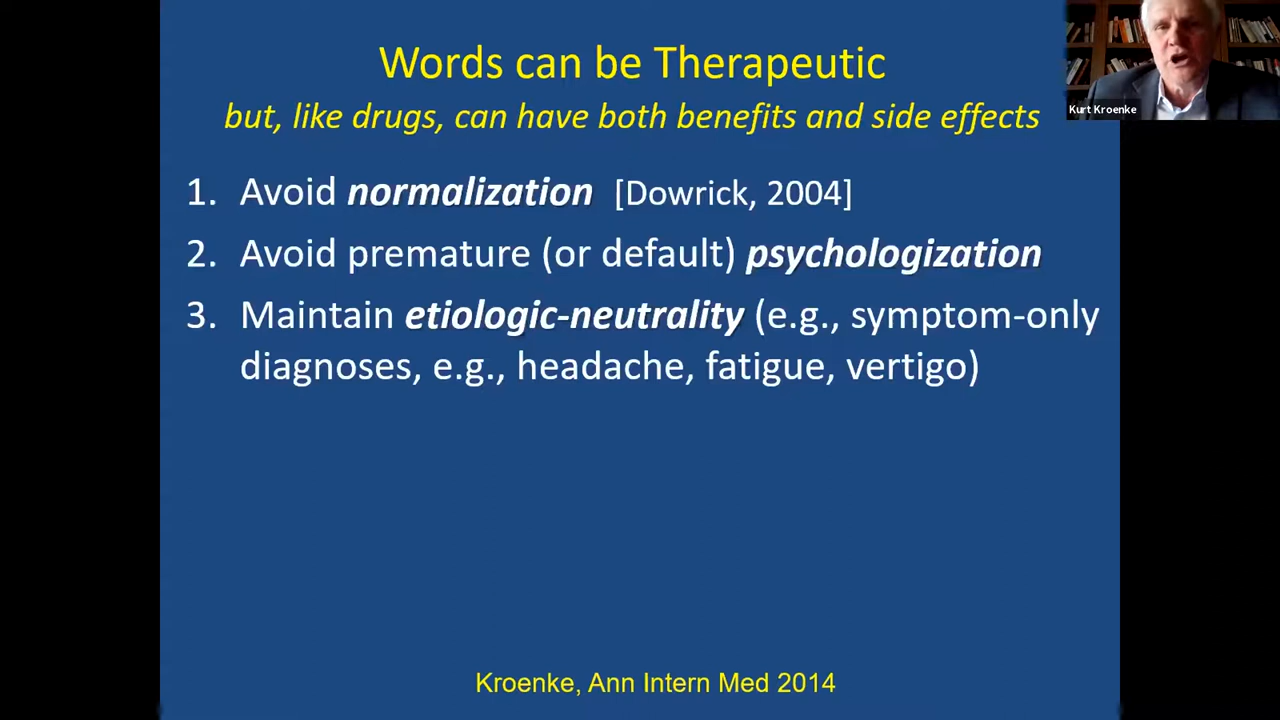 Words can be Therapeutic
but, like drugs, can have both benefits and side effects
Kurt Kroenke
1. Avoid normalization [Dowrick, 2004]
2. Avoid premature (or default) psychologization
3. Maintain etiologic-neutrality (e.g., symptom-only
diagnoses, e.g., headache, fatigue, vertigo)
Kroenke, Ann Intern Med 2014